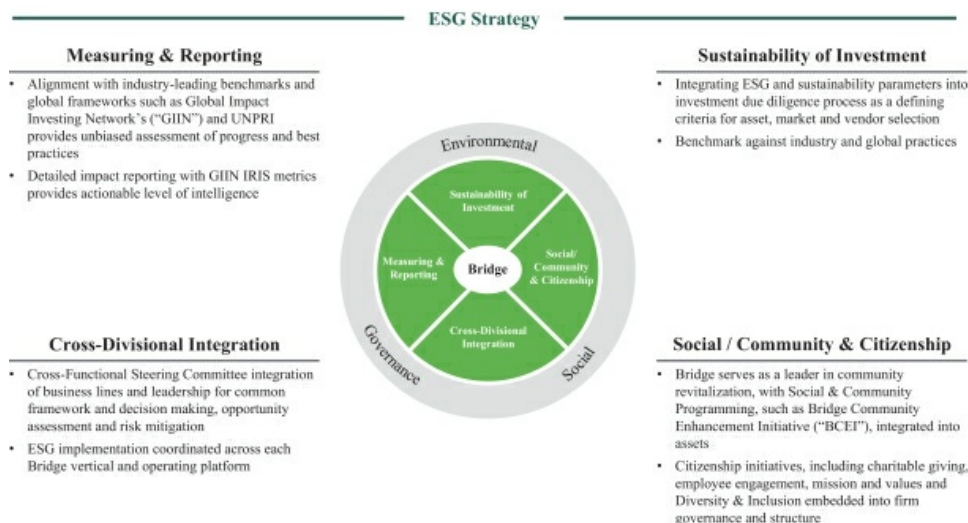 ESG Strategy
Measuring & Reporting
• Alignment with industry-leading benchmarks and
global frameworks such as Global Impact
Investing Network's ("GIIN") and UNPRI
provides unbiased assessment of progress and best
practices
• Detailed impact reporting with GIIN IRIS metrics
provides actionable level of intelligence
Sustainability of Investment
• Integrating ESG and sustainability parameters into
investment due diligence process as a defining
criteria for asset, market and vendor selection
• Benchmark against industry and global practices
Environmental
Sustainability of
Investment
Measuring &
Reporting
Bridge
Social/
Community
& Citizenship
Cross-Divisional
Integration
Governance
Social
Cross-Divisional Integration
• Cross-Functional Steering Committee integration
of business lines and leadership for common
framework and decision making, opportunity
assessment and risk mitigation
• ESG implementation coordinated across each
Bridge vertical and operating platform
Social / Community & Citizenship
• Bridge serves as a leader in community
revitalization, with Social & Community
Programming, such as Bridge Community
Enhancement Initiative ("BCEI"), integrated into
assets
• Citizenship initiatives, including charitable giving,
employee engagement, mission and values and
Diversity & Inclusion embedded into firm
governance and structure